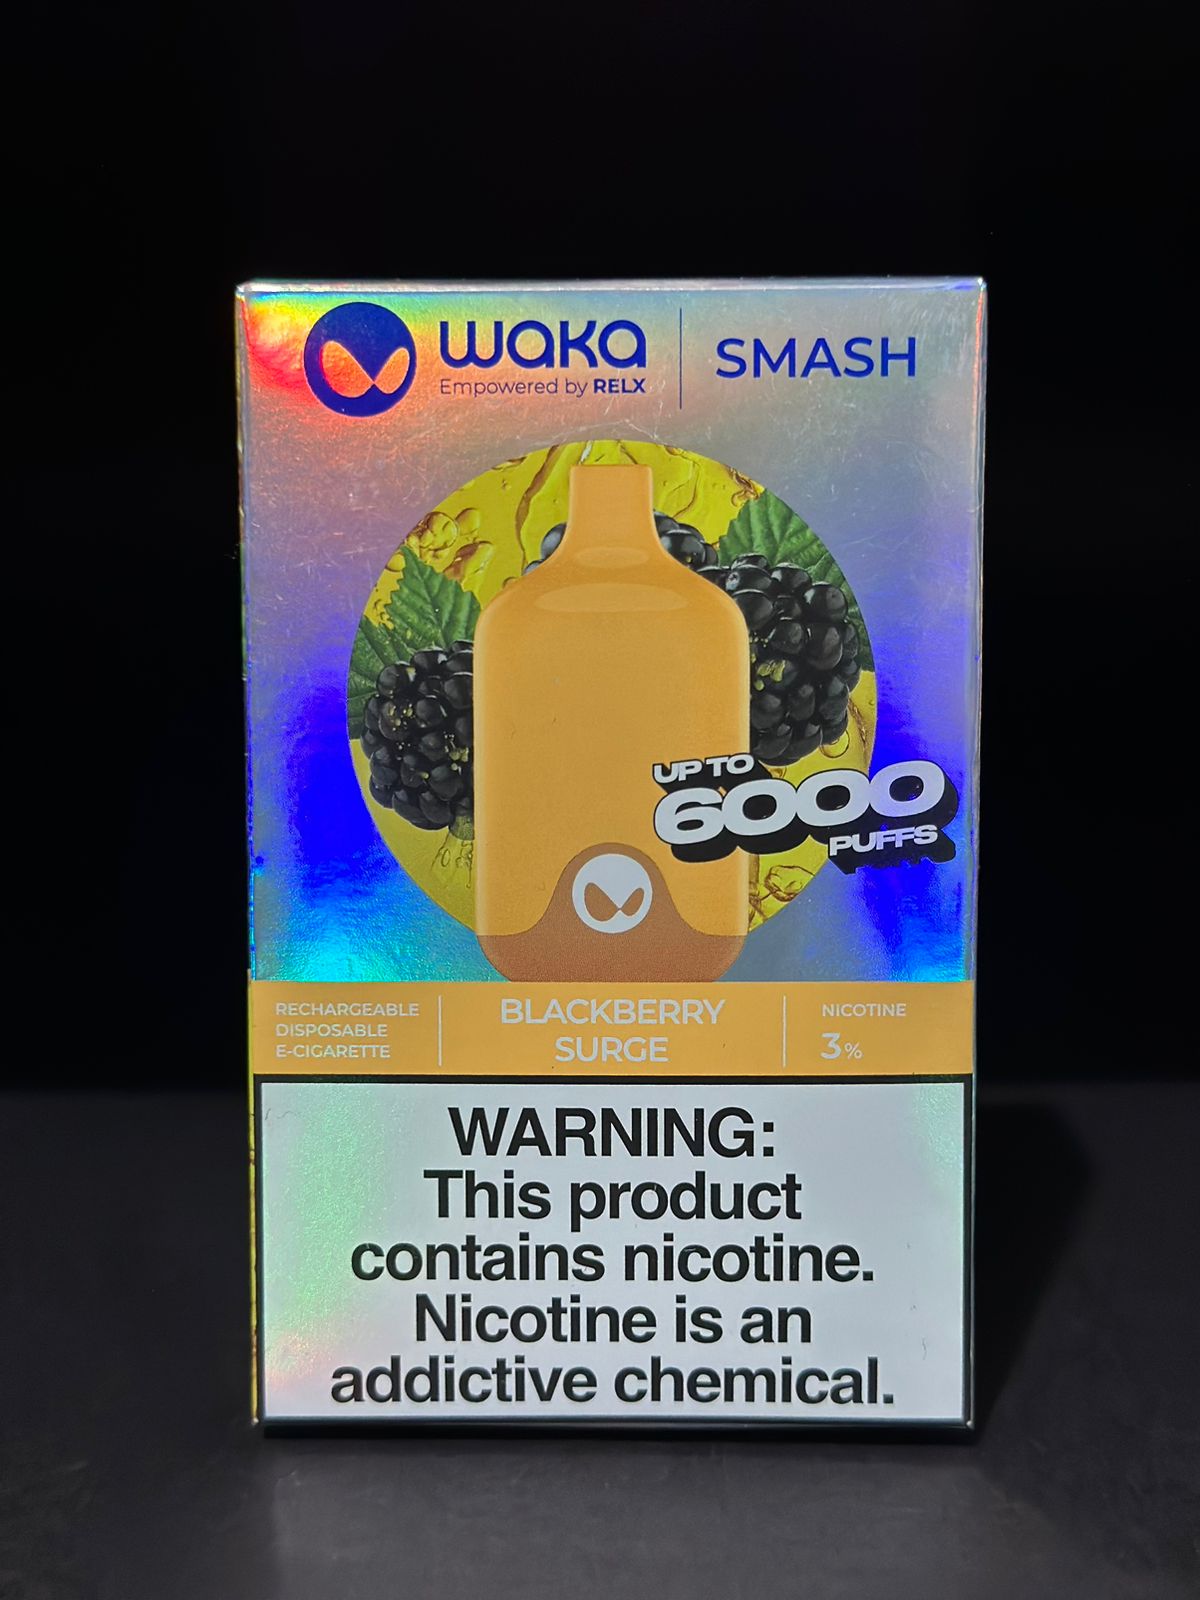 waka
Empowered by RELX
SMASH
UP TO
6000
PUFFS
RECHARGEABLE
DISPOSABLE
E-CIGARETTE
BLACKBERRY
SURGE
NICOTINE
3%
WARNING:
This product
contains nicotine.
Nicotine is an
addictive chemical.